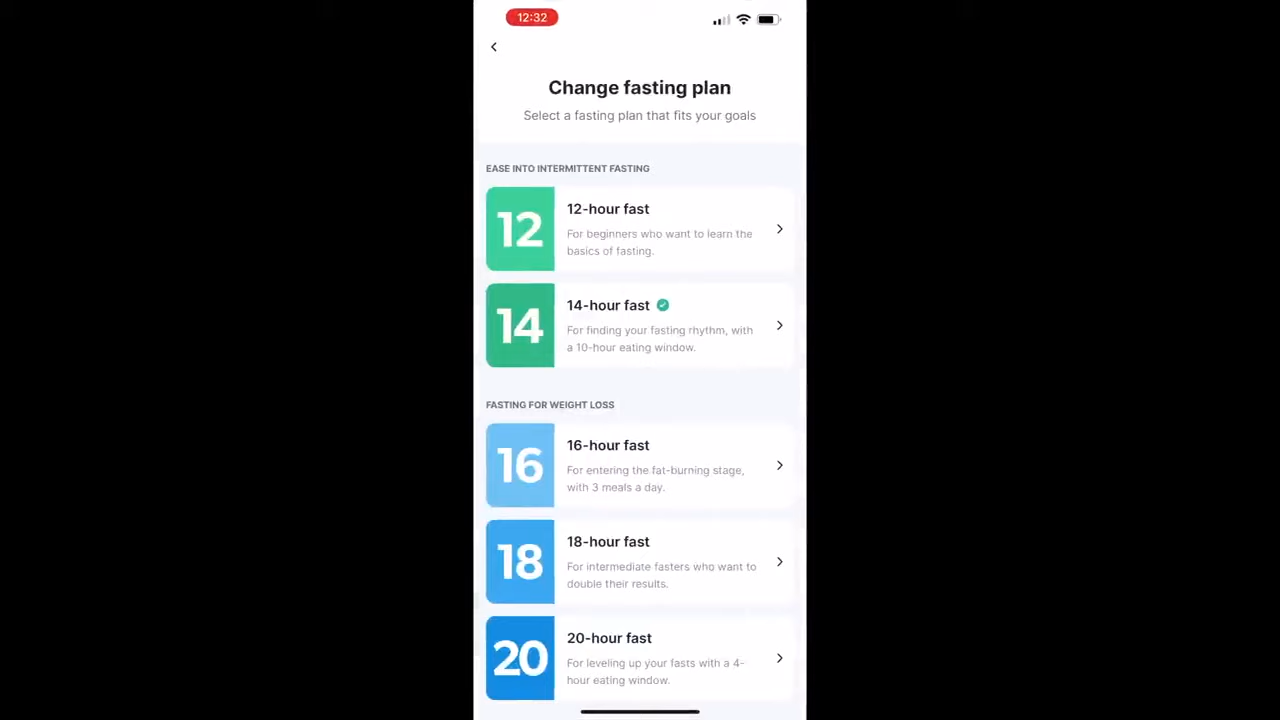 12:32
Change fasting plan
Select a fasting plan that fits your goals
EASE INTO INTERMITTENT FASTING
12
12-hour fast
For beginners who want to learn the
basics of fasting.
14
14-hour fast
For finding your fasting rhythm, with
a 10-hour eating window.
FASTING FOR WEIGHT LOSS
16
16-hour fast
For entering the fat-burning stage,
with 3 meals a day.
18
18-hour fast
For intermediate fasters who want to
double their results.
20
20-hour fast
For leveling up your fasts with a 4-
hour eating window.